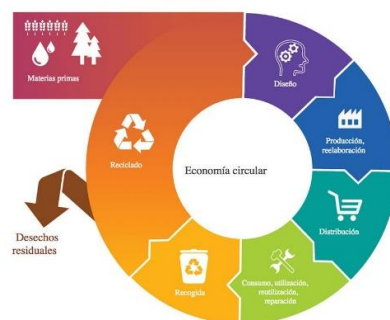 Materias primas
Diseño
Producción,
reelaboración
Distribución
Consumo, utilización,
reutilización,
reparación
Recogida
Reciclado
Desechos
residuales
Economía circular